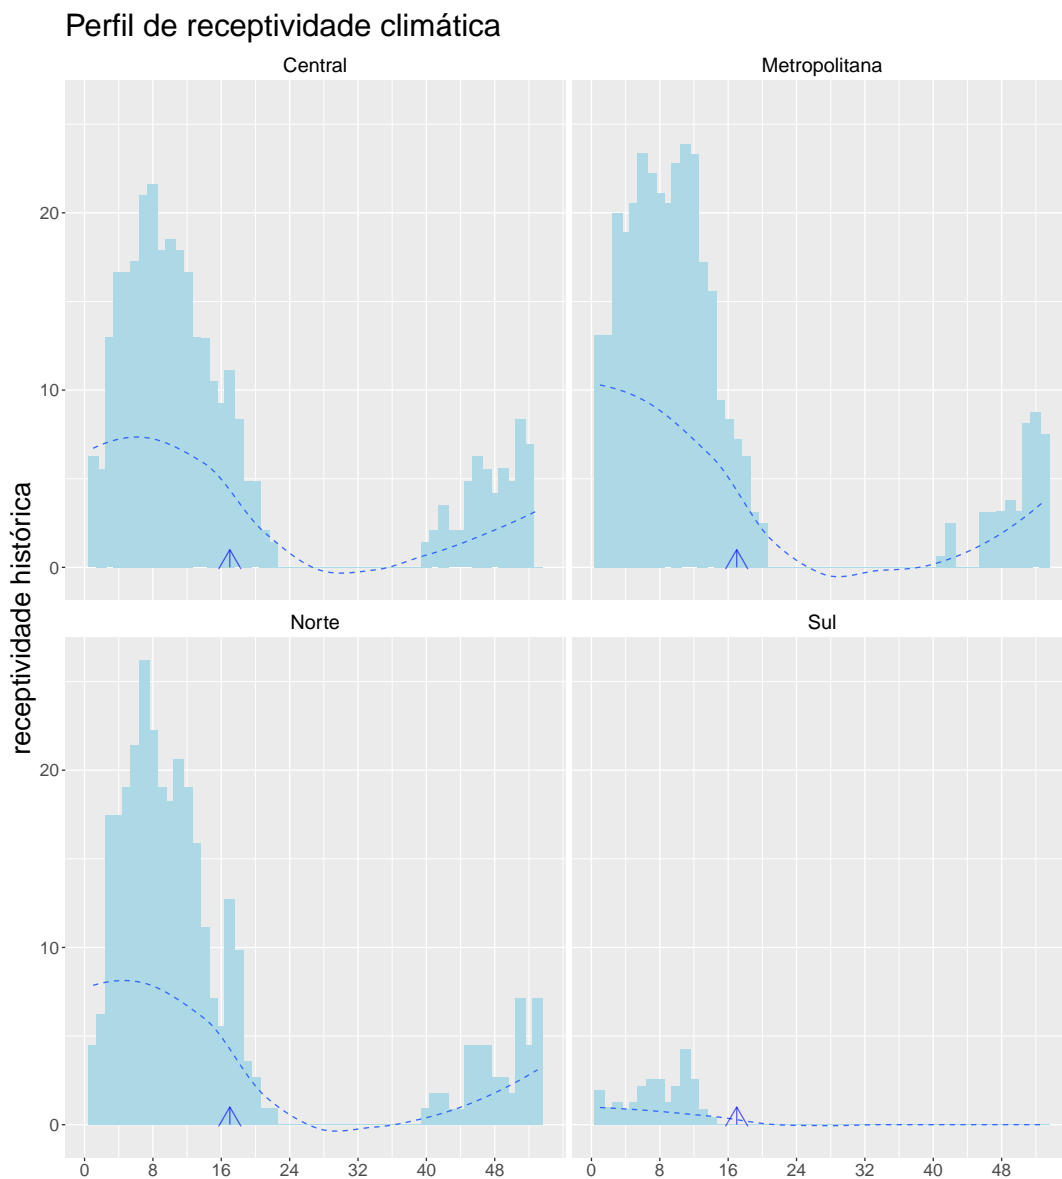 Perfil de receptividade climática
Central
Metropolitana
20
10
0
Norte
Sul
20
10
0
receptividade histórica
0 8 16 24 32 40 48
0 8 16 24 32 40 48